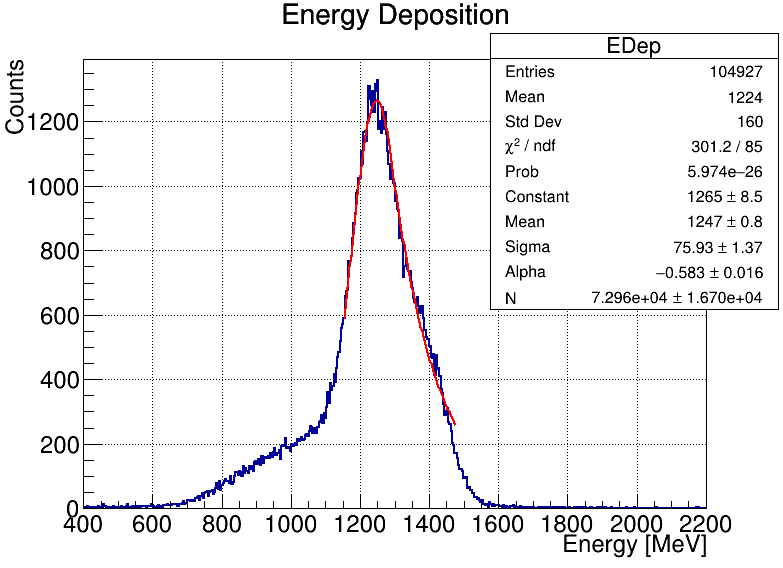 Energy Deposition
EDep
Entries 104927
Mean 1224
Std Dev 160
χ² / ndf 301.2 / 85
Prob 5.974e−26
Constant 1265 ± 8.5
Mean 1247 ± 0.8
Sigma 75.93 ± 1.37
Alpha −0.583 ± 0.016
N 7.296e+04 ± 1.670e+04
Counts
1200
1000
800
600
400
200
0
400 600 800 1000 1200 1400 1600 1800 2000 2200
Energy [MeV]